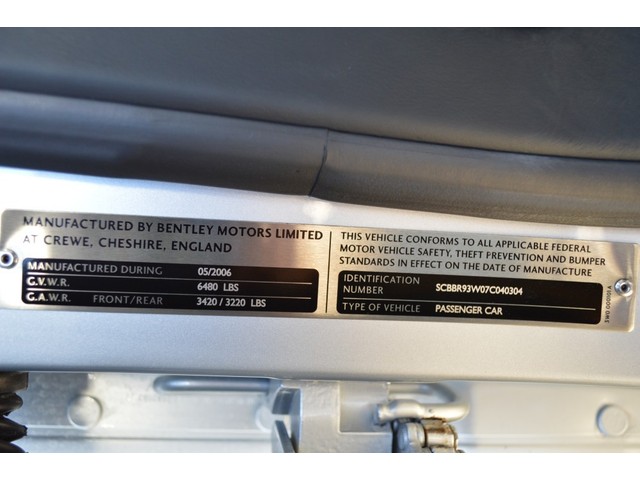 MANUFACTURED BY BENTLEY MOTORS LIMITED
AT CREWE, CHESHIRE, ENGLAND
MANUFACTURED DURING 05/2006
G.V.W.R. 6480 LBS
G.A.W.R. FRONT/REAR 3420 / 3220 LBS
THIS VEHICLE CONFORMS TO ALL APPLICABLE FEDERAL
MOTOR VEHICLE SAFETY, THEFT PREVENTION AND BUMPER
STANDARDS IN EFFECT ON THE DATE OF MANUFACTURE
IDENTIFICATION
NUMBER SCBBR93W07C040304
TYPE OF VEHICLE PASSENGER CAR